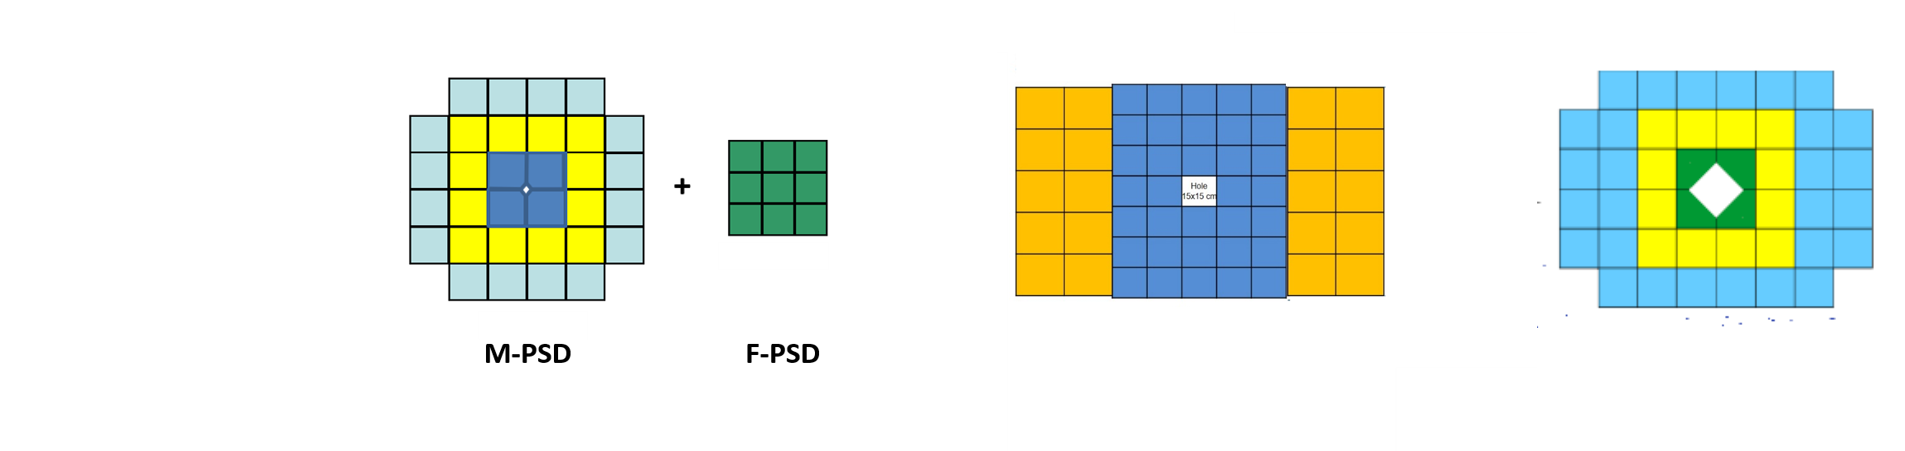 +
Hole
15x15 cm
M-PSD
F-PSD